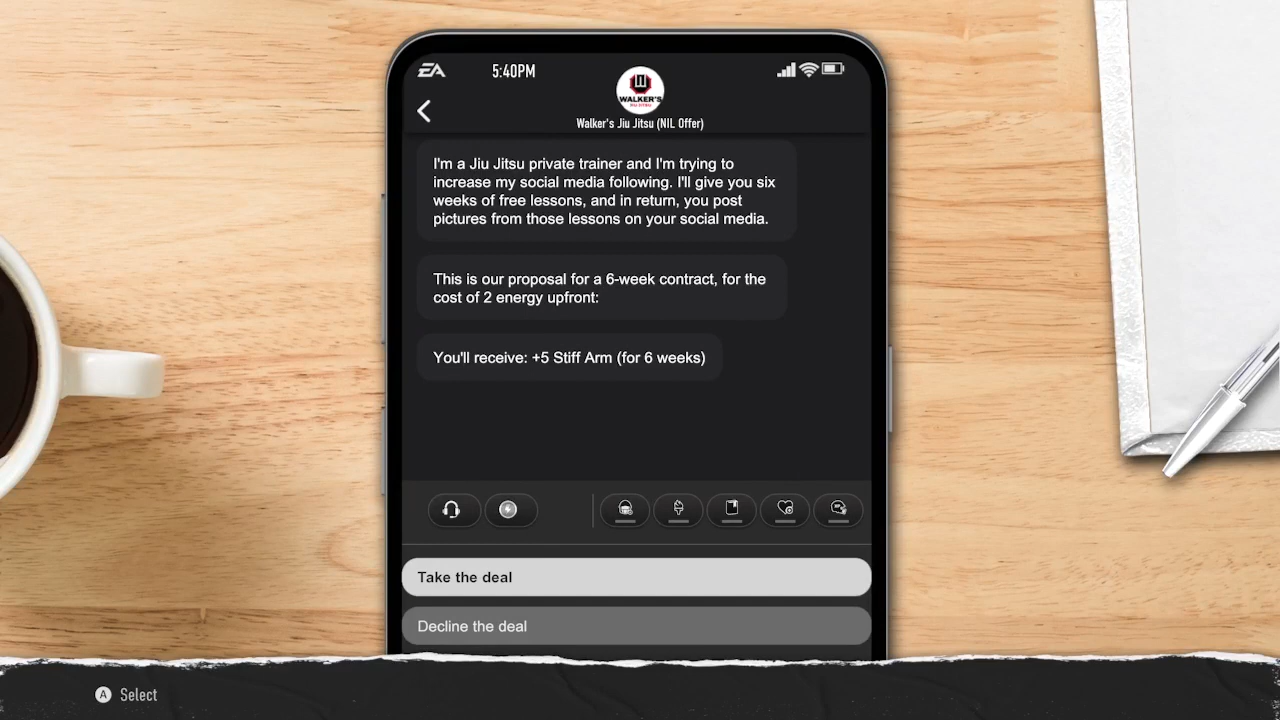 EA
5:40PM
WALKER'S
JIU JITSU
Walker's Jiu Jitsu (NIL Offer)
I'm a Jiu Jitsu private trainer and I'm trying to
increase my social media following. I'll give you six
weeks of free lessons, and in return, you post
pictures from those lessons on your social media.
This is our proposal for a 6-week contract, for the
cost of 2 energy upfront:
You'll receive: +5 Stiff Arm (for 6 weeks)
Take the deal
Decline the deal
A Select